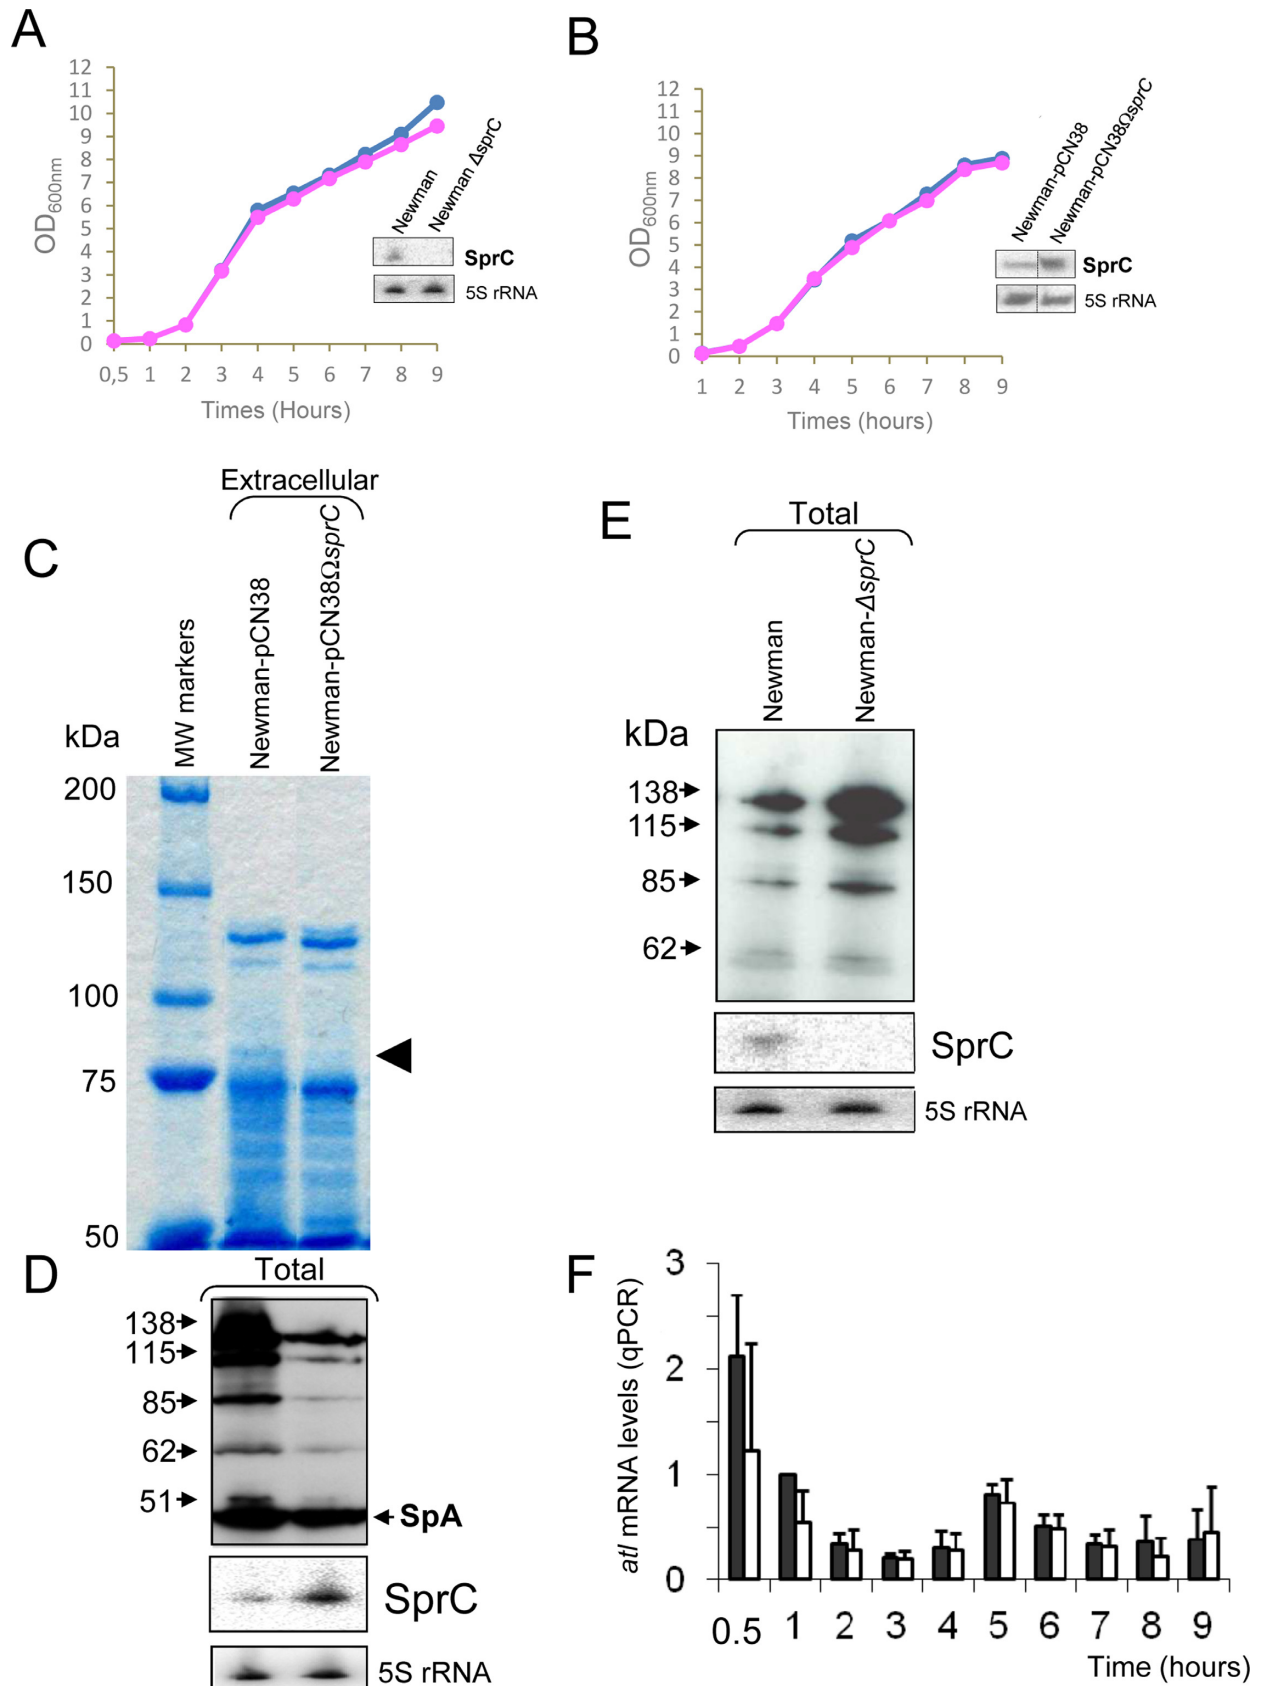 A
12
11
10
9
8
7
6
5
4
3
2
1
0
OD600nm
0,5 1 2 3 4 5 6 7 8 9
Times (Hours)
Newman
Newman ΔsprC
SprC
5S rRNA
B
12
11
10
9
8
7
6
5
4
3
2
1
0
OD600nm
1 2 3 4 5 6 7 8 9
Times (hours)
Newman-pCN38
Newman-pCN38ΩsprC
SprC
5S rRNA
C
Extracellular
MW markers
Newman-pCN38
Newman-pCN38ΩsprC
kDa
200
150
100
75
50
E
Total
Newman
Newman-ΔsprC
kDa
138
115
85
62
SprC
5S rRNA
D
Total
138
115
85
62
51
SpA
SprC
5S rRNA
F
3
2
1
0
atl mRNA levels (qPCR)
0.5 1 2 3 4 5 6 7 8 9
Time (hours)